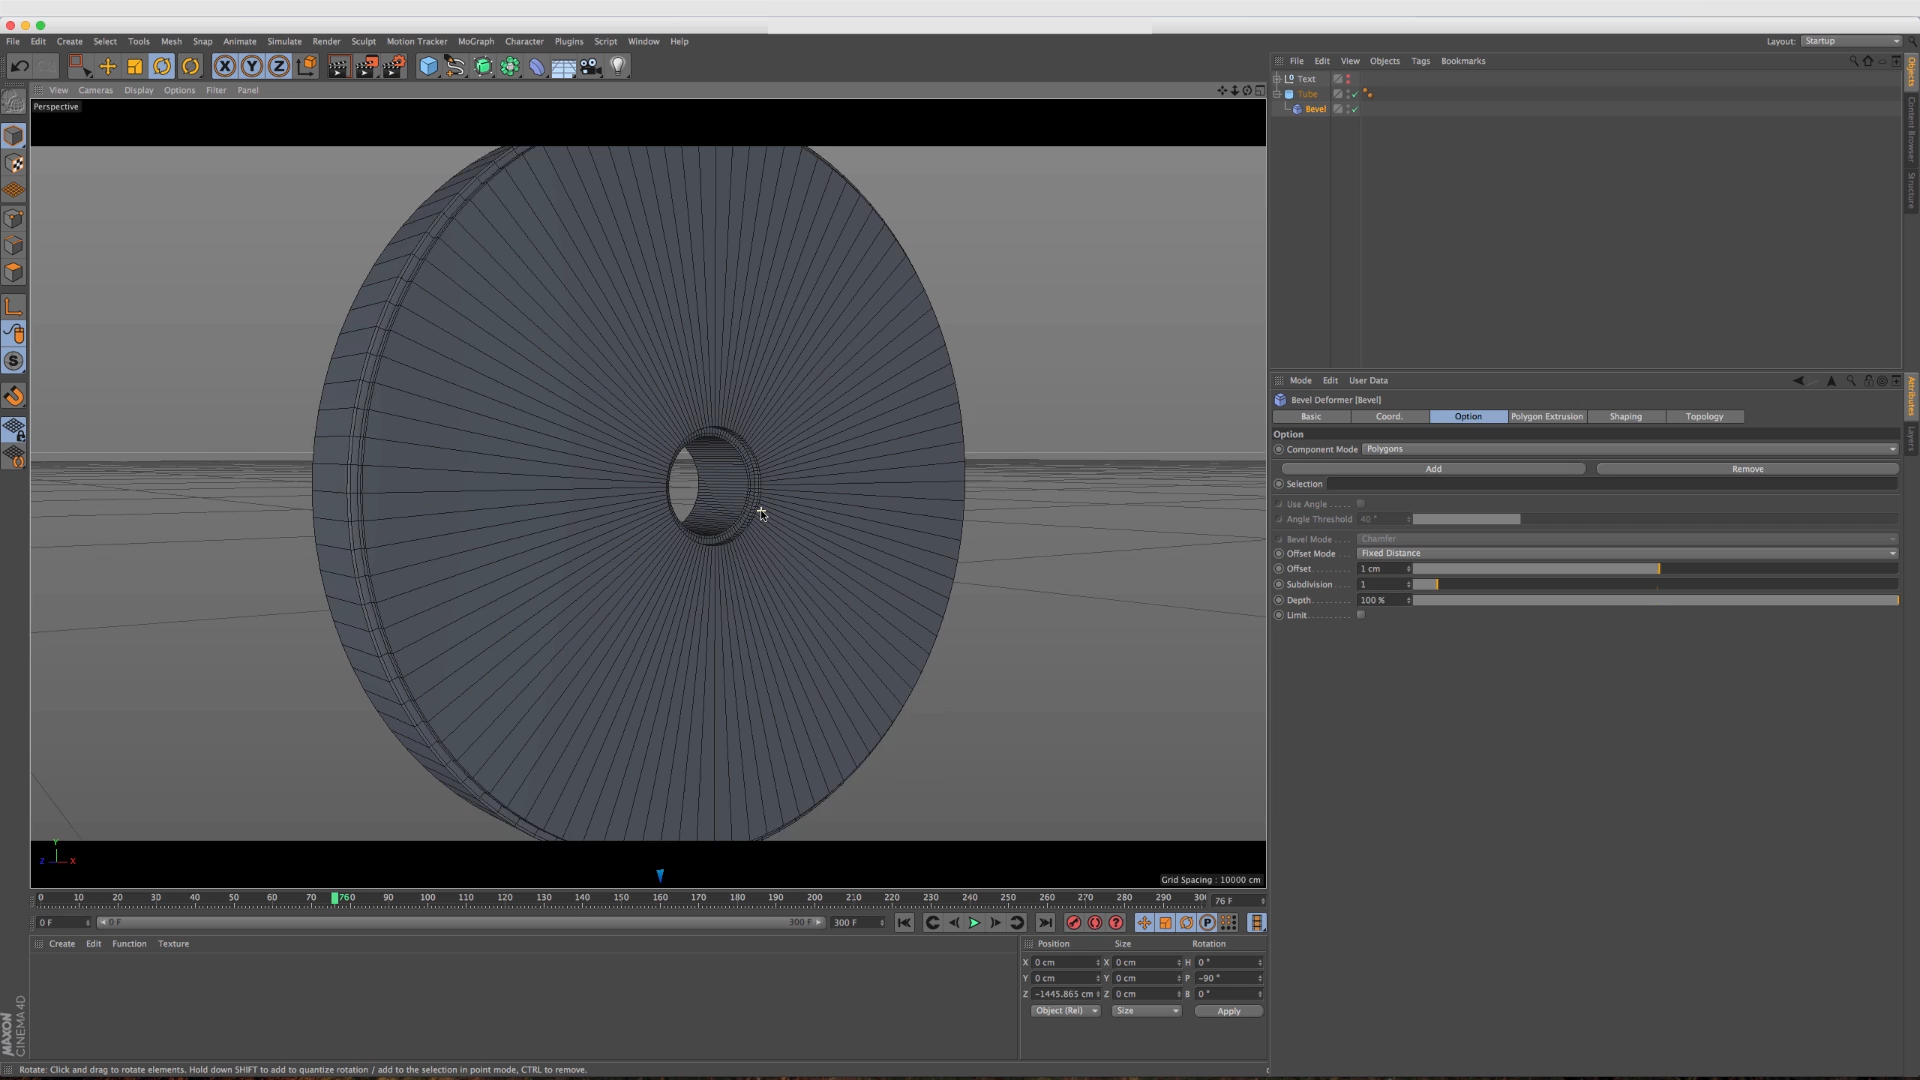 File Edit Create Select Tools Mesh Snap Animate Simulate Render Sculpt Motion Tracker MoGraph Character Plugins Script Window Help
Layout: Startup
X Y Z
View Cameras Display Options Filter Panel
Perspective
S
Y
Z X
Grid Spacing : 10000 cm
0 10 20 30 40 50 60 70 760 90 100 110 120 130 140 150 160 170 180 190 200 210 220 230 240 250 260 270 280 290 30
76 F
0 F 0 F 300 F 300 F
P
Create Edit Function Texture
Position Size Rotation
X 0 cm X 0 cm H 0 °
Y 0 cm Y 0 cm P -90 °
Z -1445.865 cm Z 0 cm B 0 °
Object (Rel) Size Apply
MAXON
CINEMA 4D
Rotate: Click and drag to rotate elements. Hold down SHIFT to add to quantize rotation / add to the selection in point mode, CTRL to remove.
File Edit View Objects Tags Bookmarks
Text
Tube
Bevel
Objects
Content Browser
Structure
Mode Edit User Data
Bevel Deformer [Bevel]
Basic Coord. Option Polygon Extrusion Shaping Topology
Option
Component Mode Polygons
Add Remove
Selection
Use Angle . . . . .
Angle Threshold 40 °
Bevel Mode . . Chamfer
Offset Mode . . Fixed Distance
Offset . . . . . . . . 1 cm
Subdivision . . . 1
Depth . . . . . . . . 100 %
Limit . . . . . . . . . .
Attributes
Layers